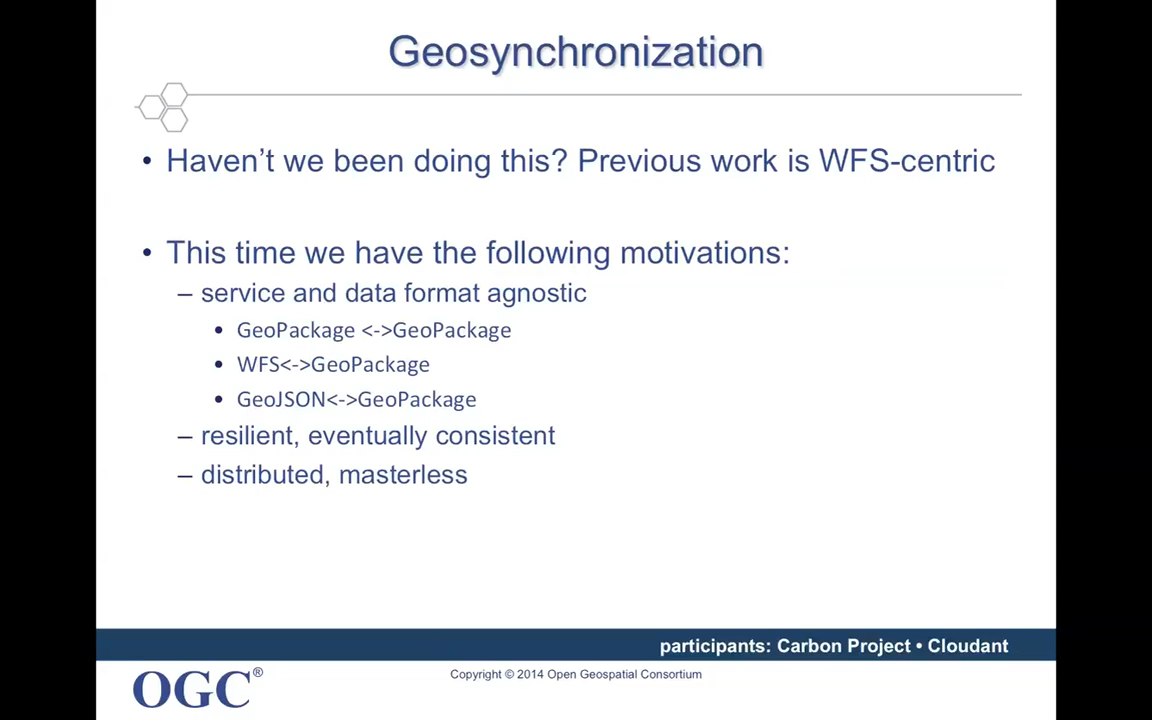 Geosynchronization
• Haven't we been doing this? Previous work is WFS-centric
• This time we have the following motivations:
– service and data format agnostic
• GeoPackage <->GeoPackage
• WFS<->GeoPackage
• GeoJSON<->GeoPackage
– resilient, eventually consistent
– distributed, masterless
participants: Carbon Project • Cloudant
OGC®
Copyright © 2014 Open Geospatial Consortium